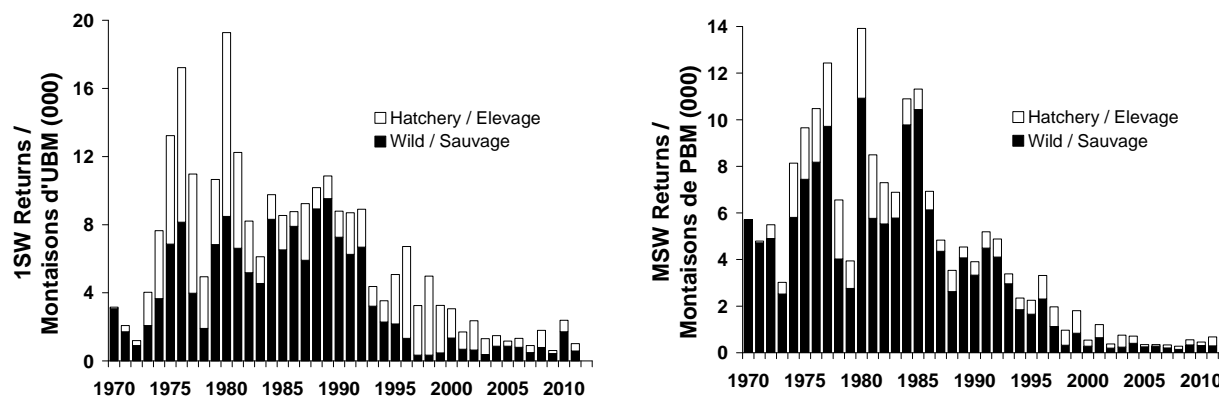 1SW Returns /
Montaisons d'UBM (000)
20
16
12
8
4
0
Hatchery / Elevage
Wild / Sauvage
1970 1975 1980 1985 1990 1995 2000 2005 2010
MSW Returns /
Montaisons de PBM (000)
14
12
10
8
6
4
2
0
Hatchery / Elevage
Wild / Sauvage
1970 1975 1980 1985 1990 1995 2000 2005 2010